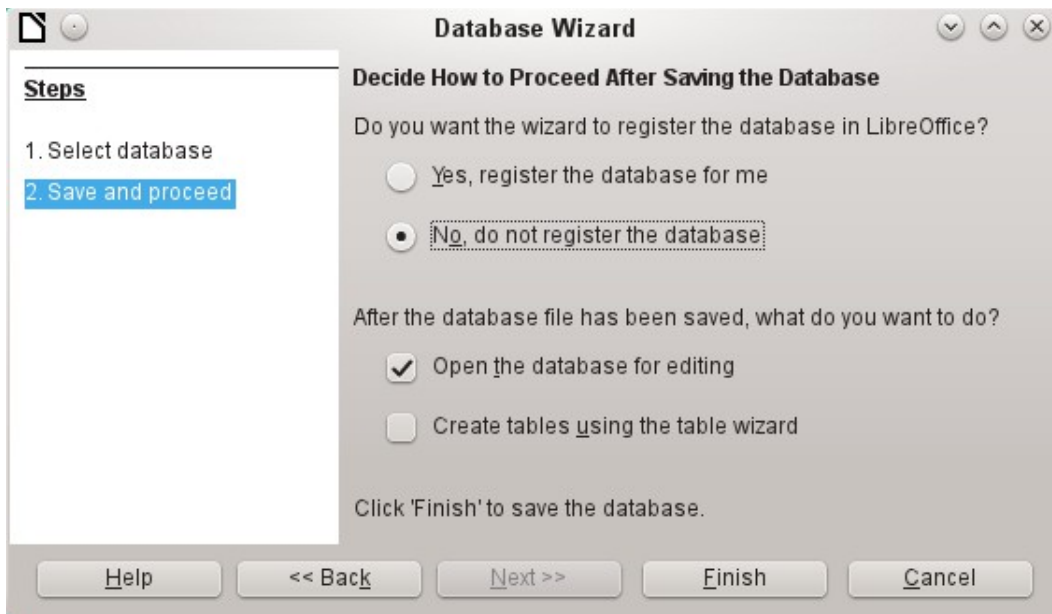 Database Wizard
Steps
1. Select database
2. Save and proceed
Decide How to Proceed After Saving the Database
Do you want the wizard to register the database in LibreOffice?
Yes, register the database for me
No, do not register the database
After the database file has been saved, what do you want to do?
Open the database for editing
Create tables using the table wizard
Click 'Finish' to save the database.
Help << Back Next >> Finish Cancel